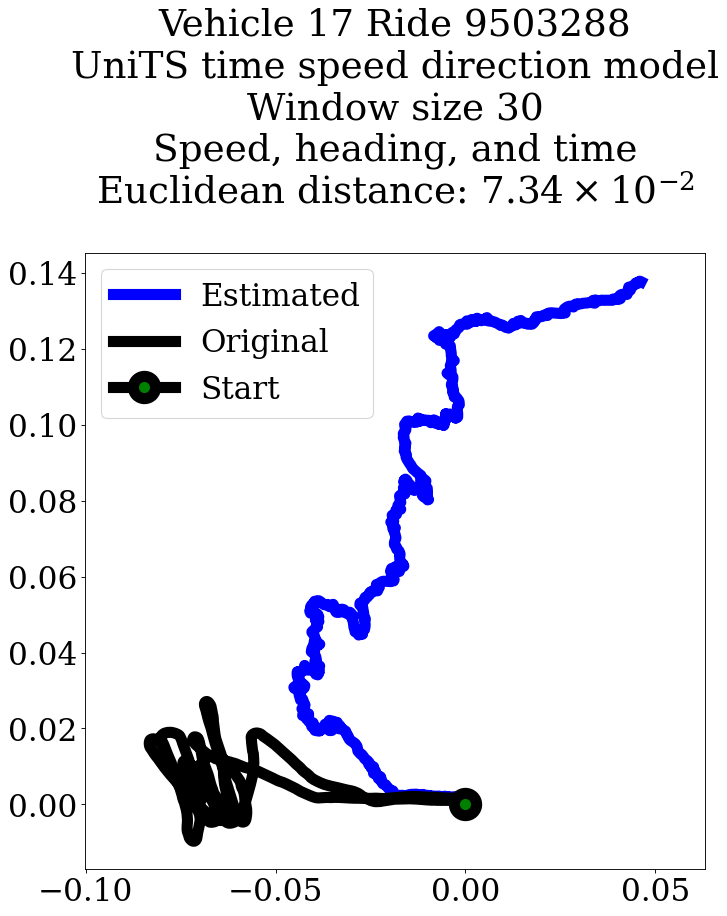 Vehicle 17 Ride 9503288
UniTS time speed direction model
Window size 30
Speed, heading, and time
Euclidean distance: 7.34 × 10⁻²
0.14
0.12
0.10
0.08
0.06
0.04
0.02
0.00
Estimated
Original
Start
−0.10
−0.05
0.00
0.05